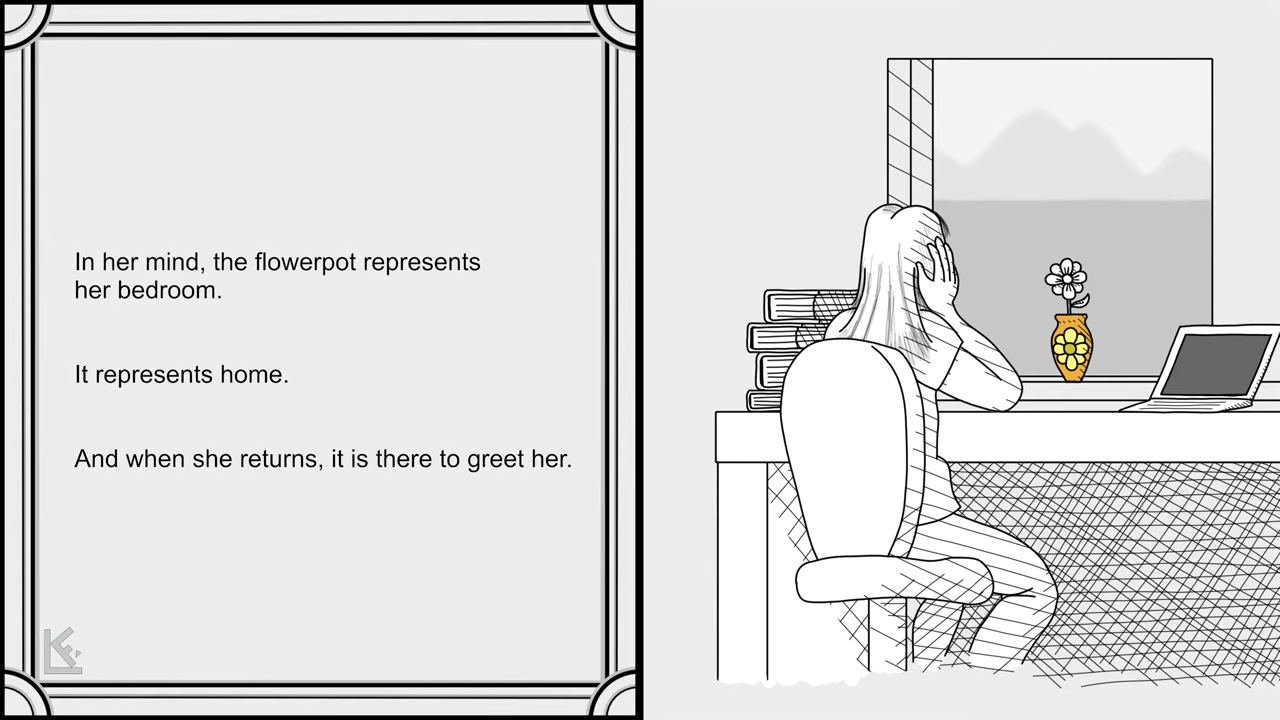 In her mind, the flowerpot represents
her bedroom.
It represents home.
And when she returns, it is there to greet her.